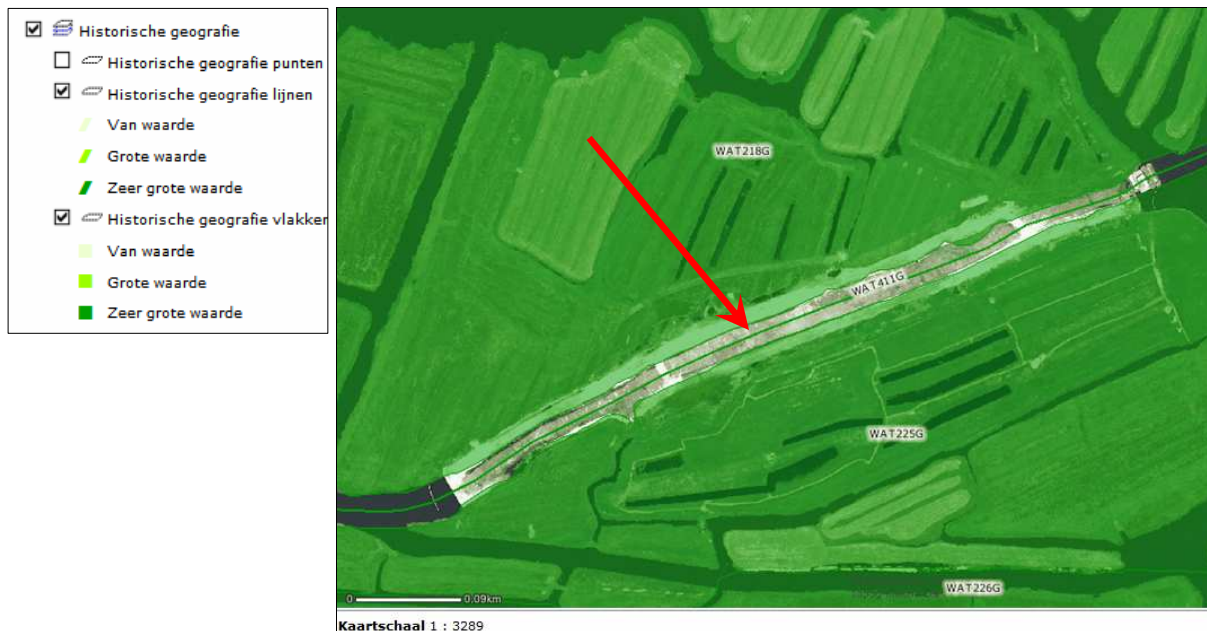 Historische geografie
Historische geografie punten
Historische geografie lijnen
Van waarde
Grote waarde
Zeer grote waarde
Historische geografie vlakken
Van waarde
Grote waarde
Zeer grote waarde
WAT218G
WAT411G
WAT225G
WAT226G
0 0.09km
Kaartschaal 1 : 3289